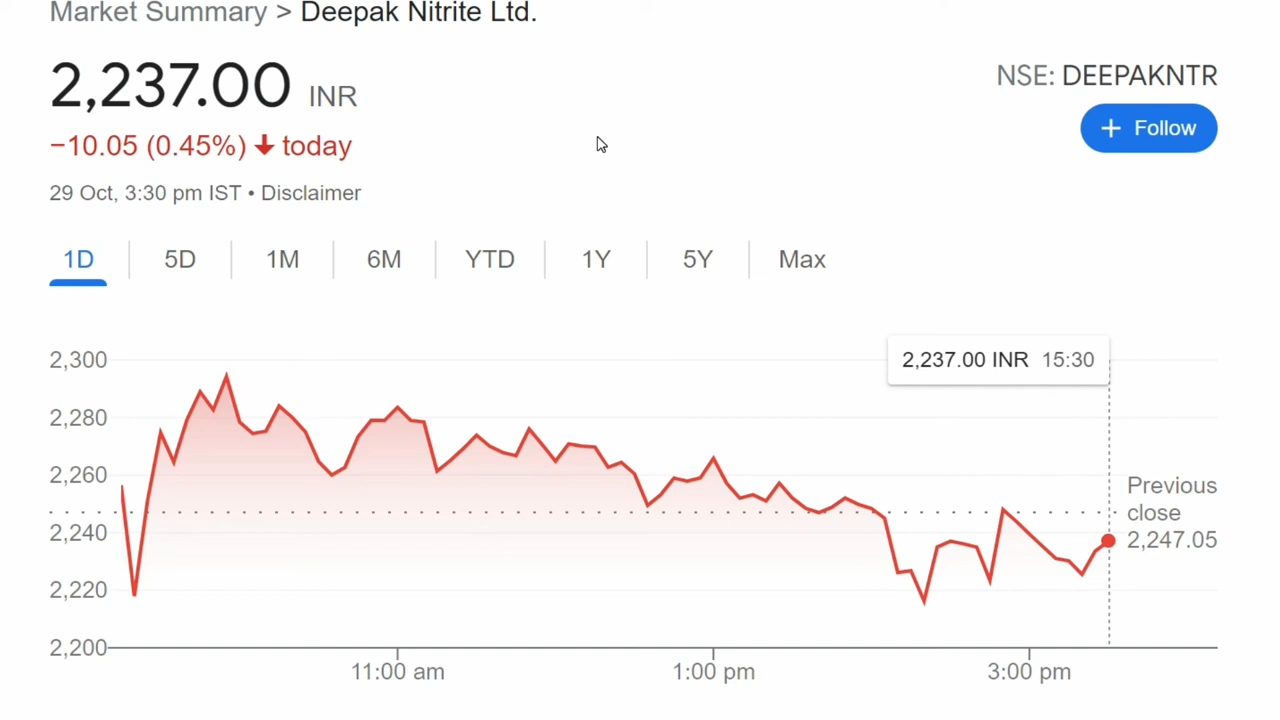 Market Summary > Deepak Nitrite Ltd.
2,237.00 INR
NSE: DEEPAKNTR
−10.05 (0.45%) ↓ today
+ Follow
29 Oct, 3:30 pm IST • Disclaimer
1D 5D 1M 6M YTD 1Y 5Y Max
2,237.00 INR 15:30
2,300
2,280
2,260
2,240
2,220
2,200
Previous
close
2,247.05
11:00 am 1:00 pm 3:00 pm